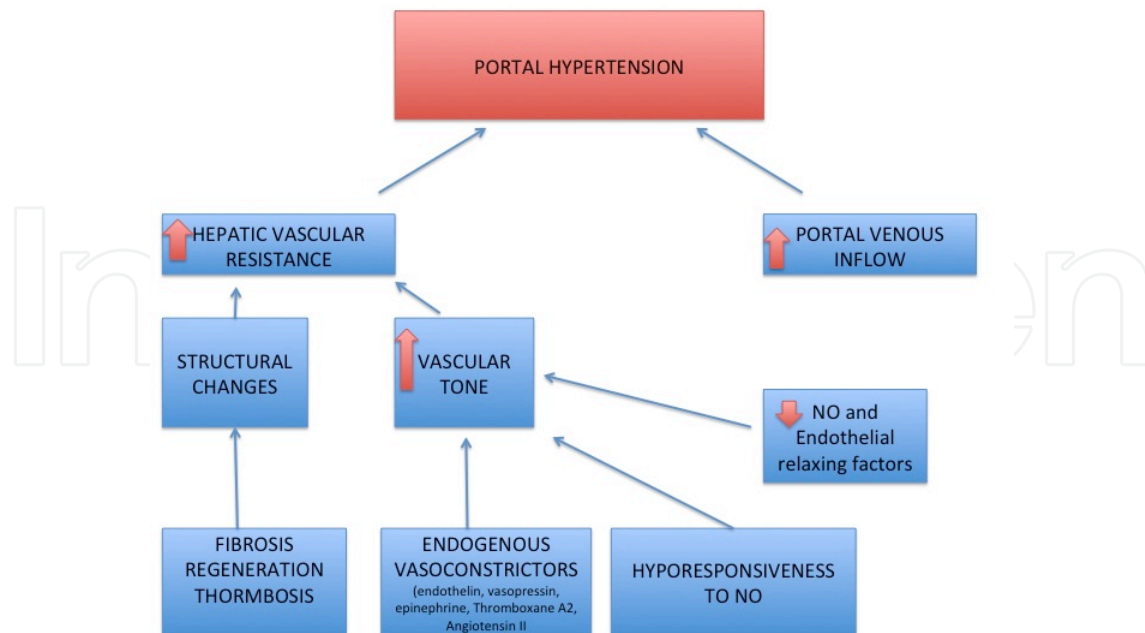 PORTAL HYPERTENSION
HEPATIC VASCULAR
RESISTANCE
PORTAL VENOUS
INFLOW
STRUCTURAL
CHANGES
VASCULAR
TONE
NO and
Endothelial
relaxing factors
FIBROSIS
REGENERATION
THORMBOSIS
ENDOGENOUS
VASOCONSTRICTORS
(endothelin, vasopressin,
epinephrine, Thromboxane A2,
Angiotensin II
HYPORESPONSIVENESS
TO NO